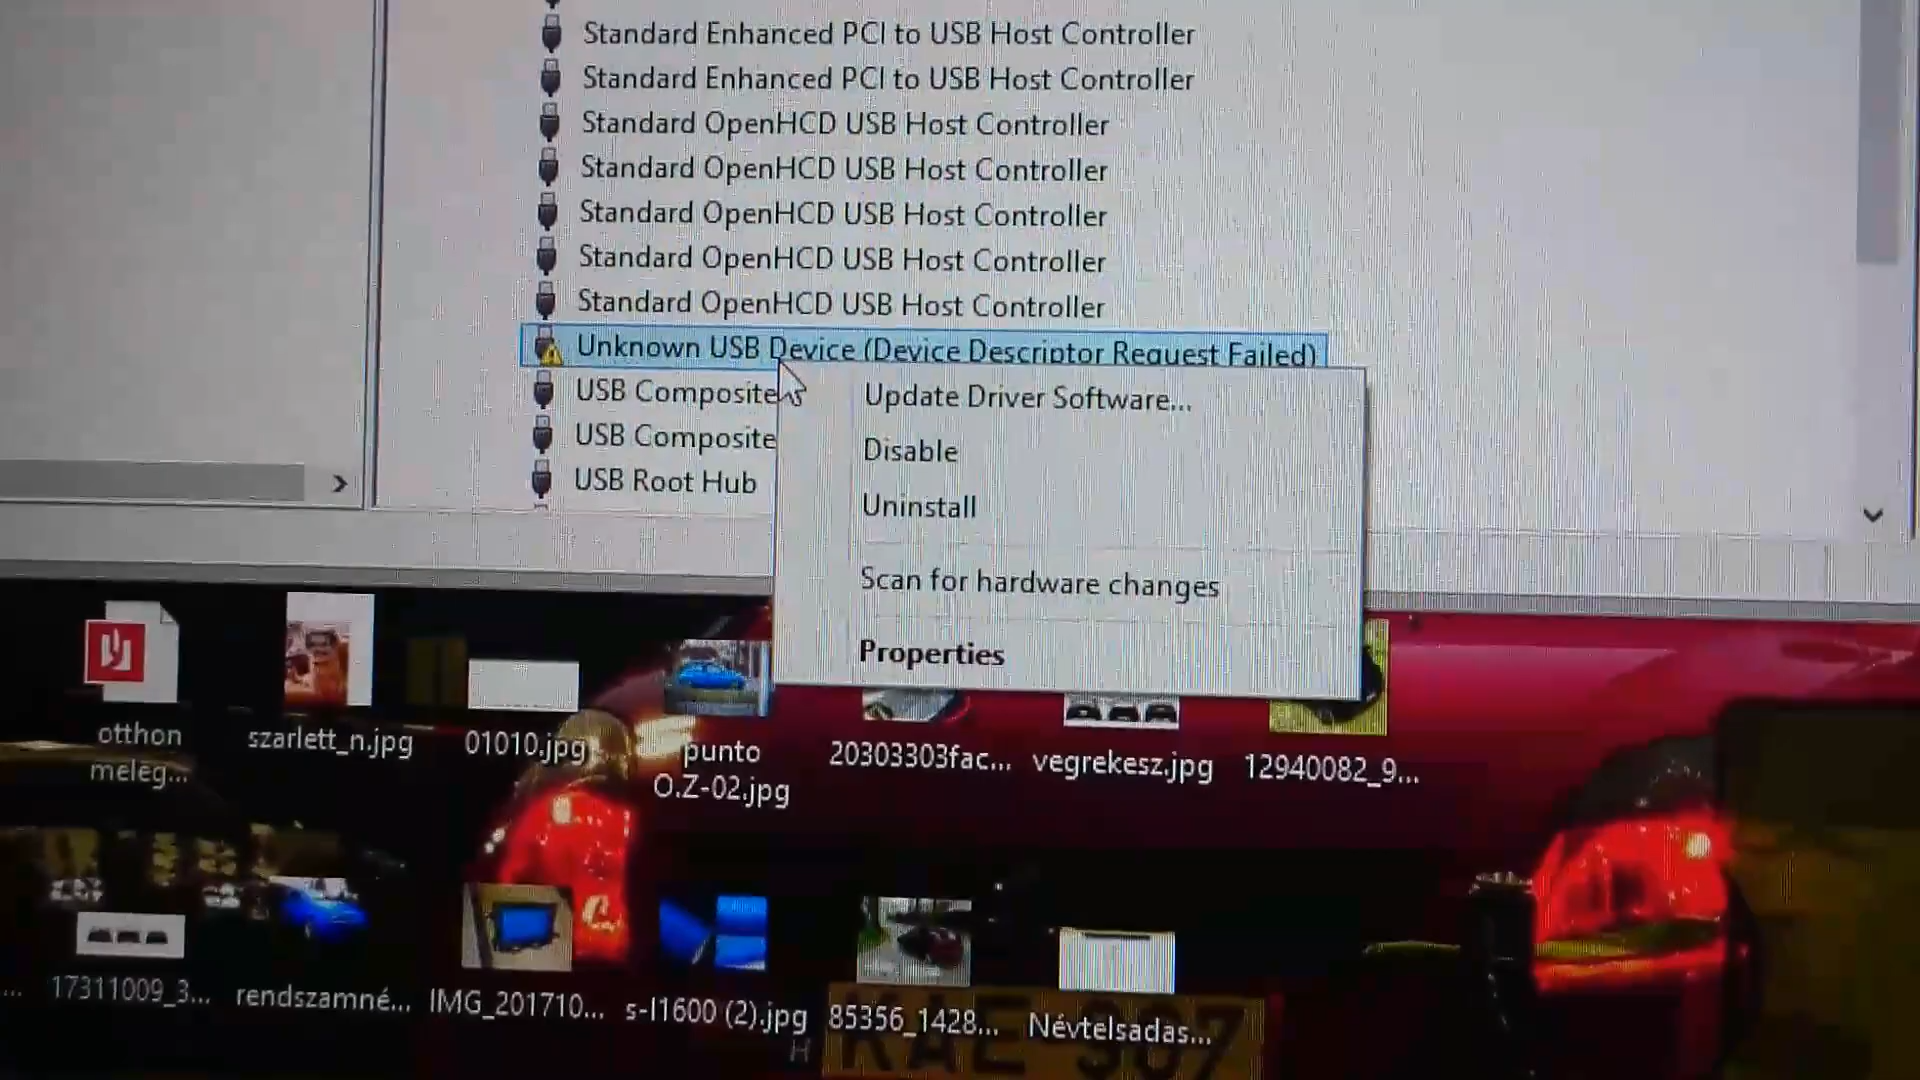 Standard Enhanced PCI to USB Host Controller
Standard Enhanced PCI to USB Host Controller
Standard OpenHCD USB Host Controller
Standard OpenHCD USB Host Controller
Standard OpenHCD USB Host Controller
Standard OpenHCD USB Host Controller
Standard OpenHCD USB Host Controller
Unknown USB Device (Device Descriptor Request Failed)
USB Composite
USB Composite
USB Root Hub
Update Driver Software...
Disable
Uninstall
Scan for hardware changes
Properties
otthon
meleg...
szarlett_n.jpg
01010.jpg
punto
O.Z-02.jpg
20303303fac...
vegrekesz.jpg
12940082_9...
...
17311009_3...
rendszamné...
IMG_201710...
s-l1600 (2).jpg
85356_1428...
Névtelsadas...
H